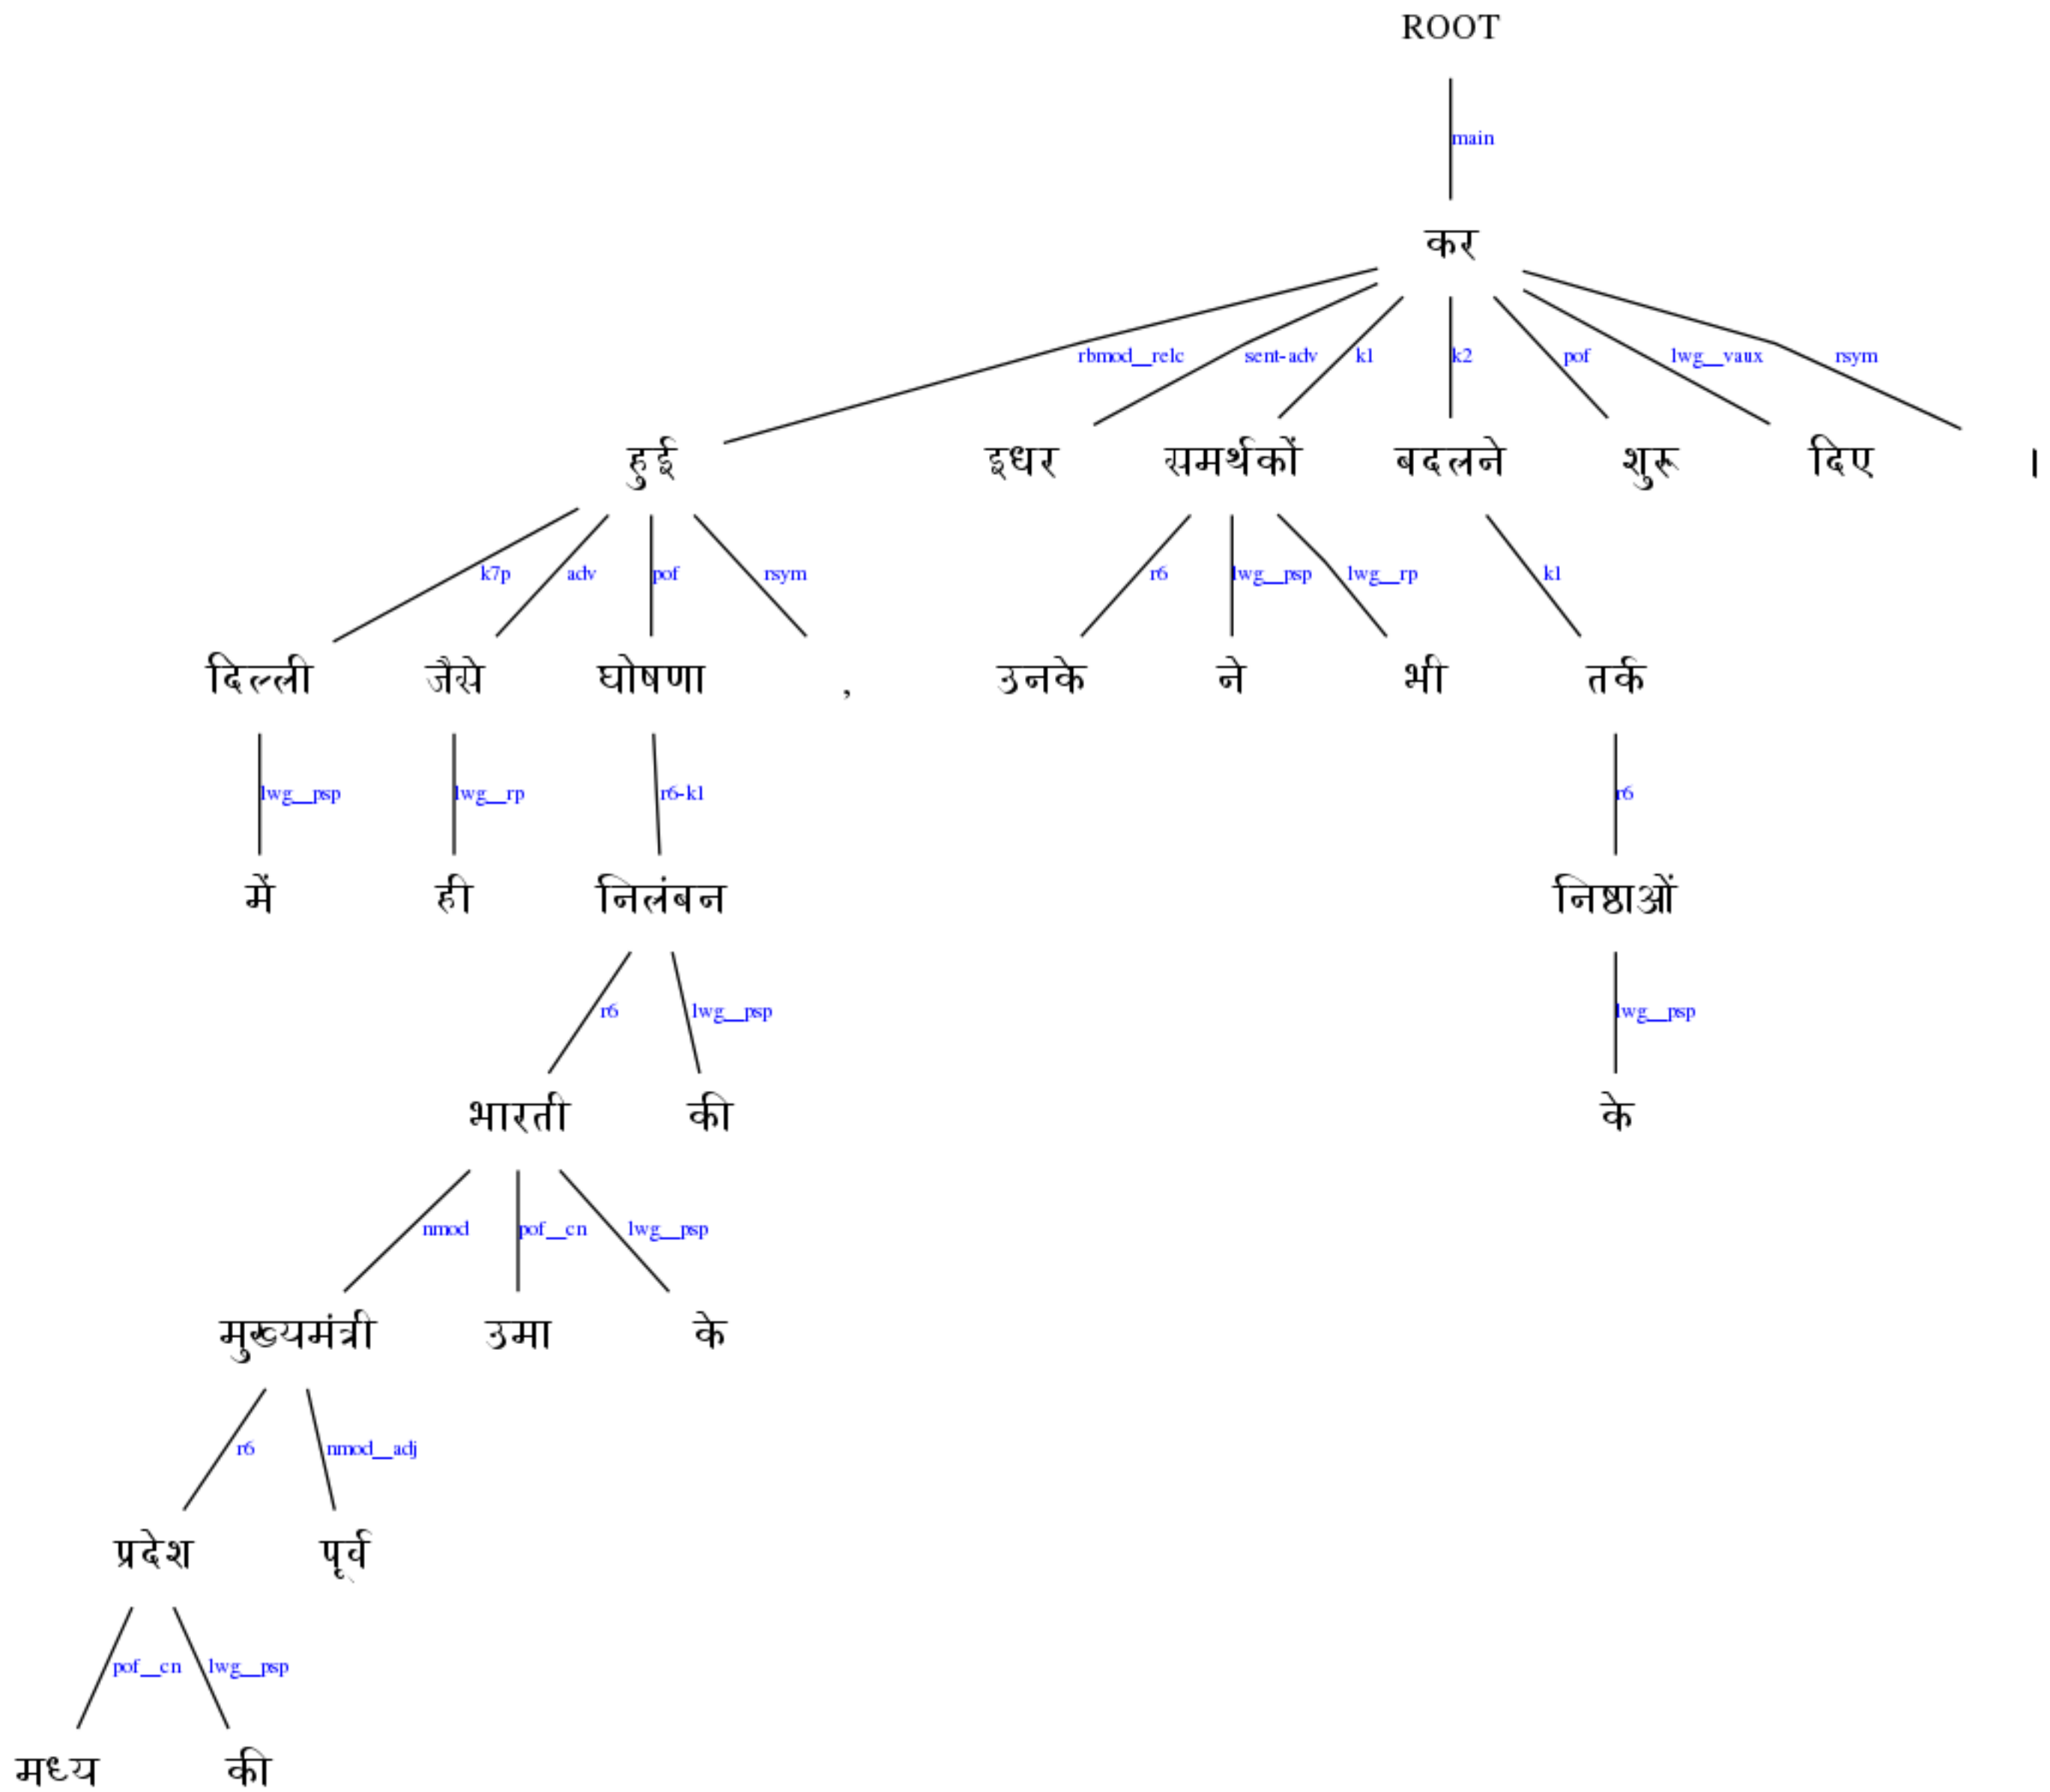 ROOT
main
कर
rbmod__relc sent-adv k1 k2 pof lwg__vaux rsym
हुई इधर समर्थकों बदलने शुरू दिए ।
k7p adv pof rsym r6 lwg__psp lwg__rp k1
दिल्ली जैसे घोषणा , उनके ने भी तर्क
lwg__psp lwg__rp r6-k1 r6
में ही निलंबन निष्ठाओं
r6 lwg__psp lwg__psp
भारती की के
nmod pof__cn lwg__psp
मुख्यमंत्री उमा के
r6 nmod__adj
प्रदेश पूर्व
pof__cn lwg__psp
मध्य की